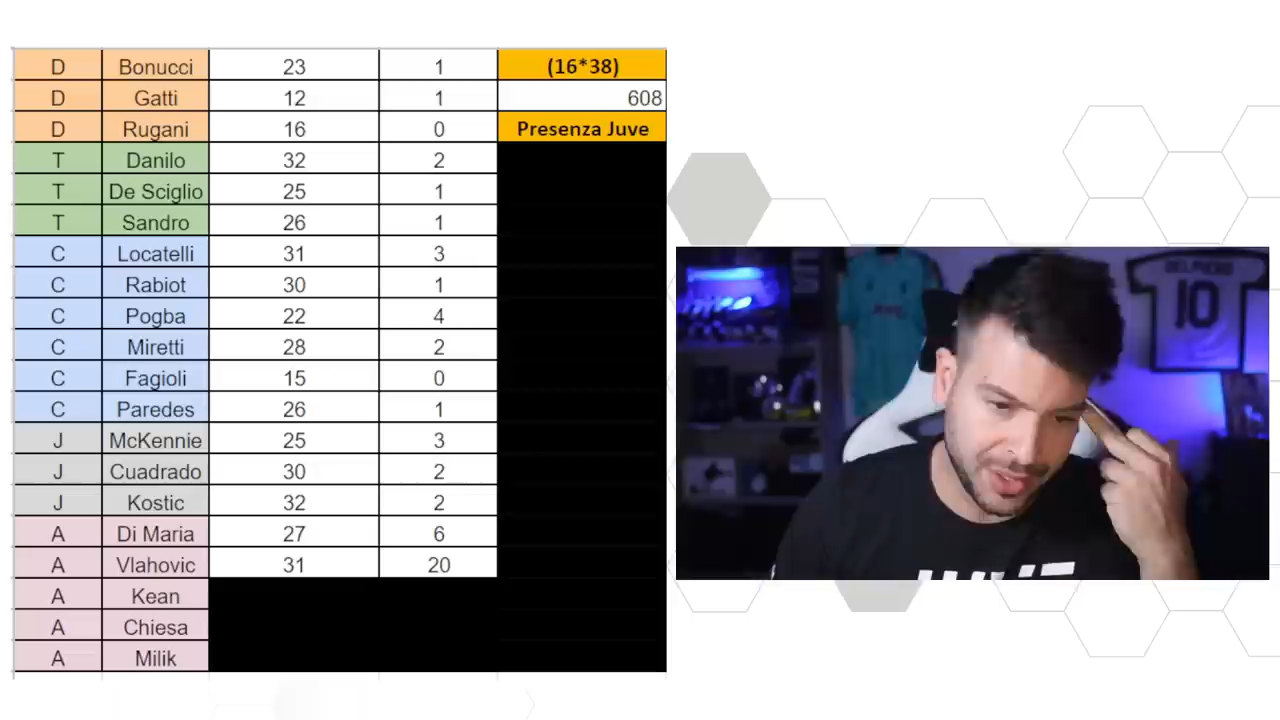 D Bonucci 23 1 (16*38)
D Gatti 12 1 608
D Rugani 16 0 Presenza Juve
T Danilo 32 2
T De Sciglio 25 1
T Sandro 26 1
C Locatelli 31 3
C Rabiot 30 1
C Pogba 22 4
C Miretti 28 2
C Fagioli 15 0
C Paredes 26 1
J McKennie 25 3
J Cuadrado 30 2
J Kostic 32 2
A Di Maria 27 6
A Vlahovic 31 20
A Kean
A Chiesa
A Milik
10